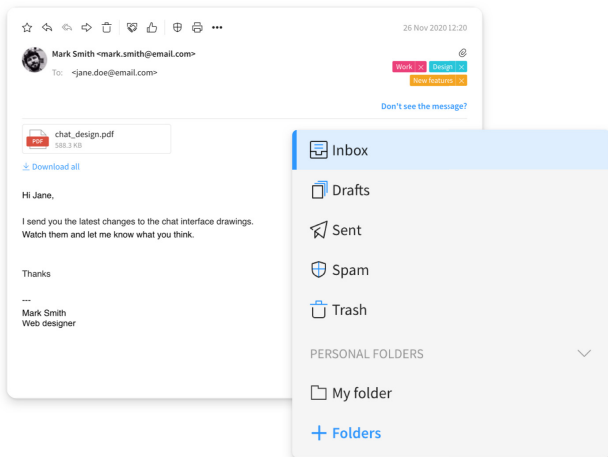 26 Nov 2020 12:20
Mark Smith <mark.smith@email.com>
To: <jane.doe@email.com>
Work × Design ×
New features ×
Don't see the message?
PDF
chat_design.pdf
588.3 KB
Download all
Hi Jane,
I send you the latest changes to the chat interface drawings.
Watch them and let me know what you think.
Thanks
---
Mark Smith
Web designer
Inbox
Drafts
Sent
Spam
Trash
PERSONAL FOLDERS
My folder
+ Folders